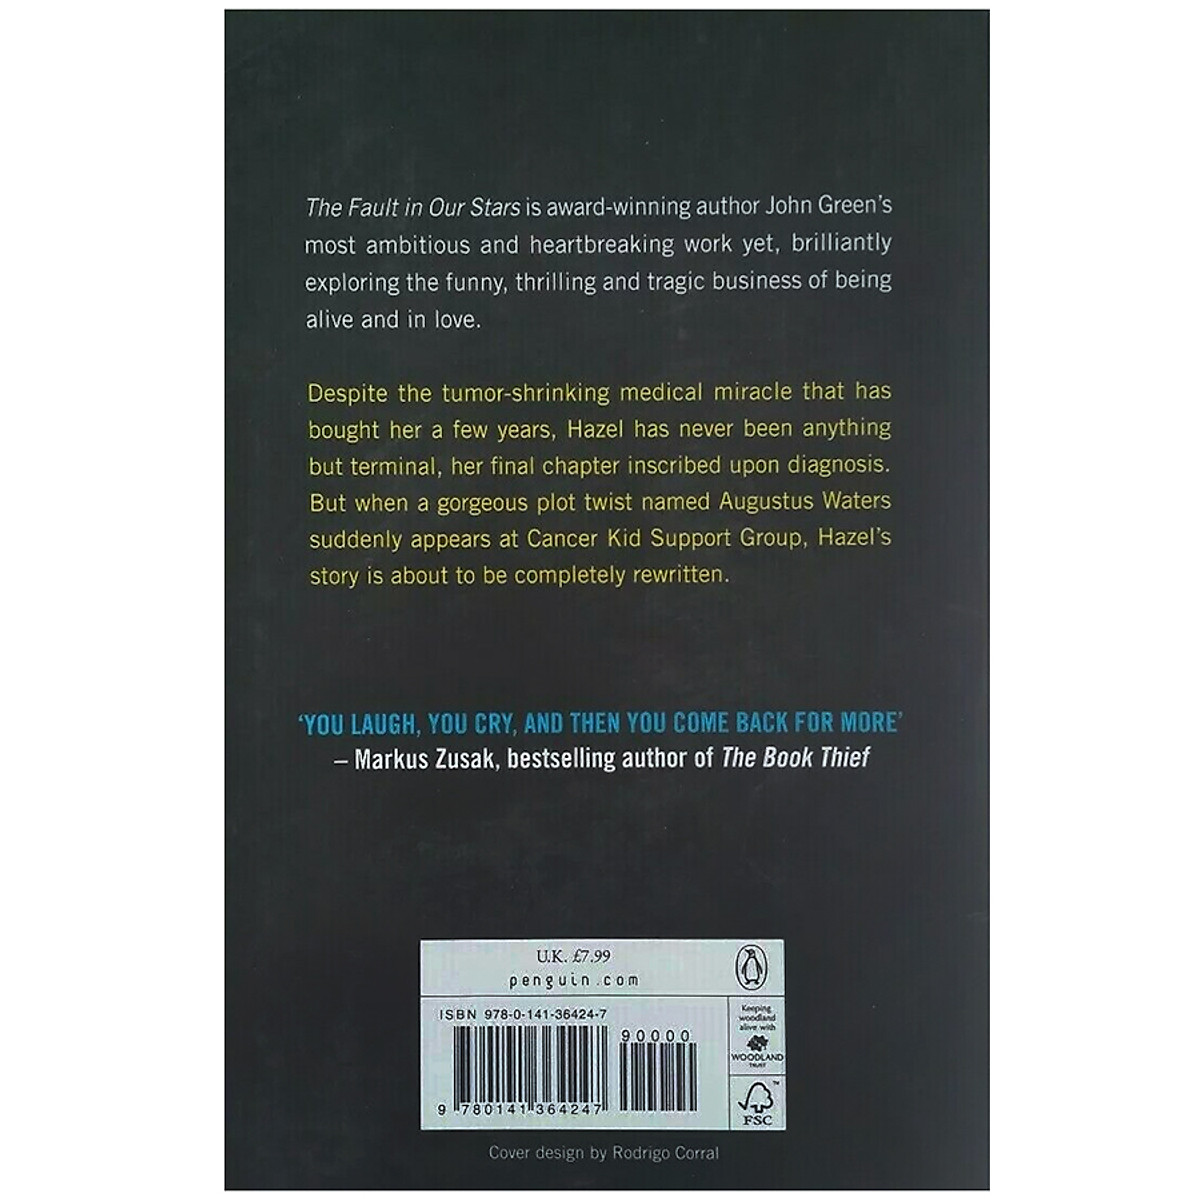 The Fault in Our Stars is award-winning author John Green’s
most ambitious and heartbreaking work yet, brilliantly
exploring the funny, thrilling and tragic business of being
alive and in love.
Despite the tumor-shrinking medical miracle that has
bought her a few years, Hazel has never been anything
but terminal, her final chapter inscribed upon diagnosis.
But when a gorgeous plot twist named Augustus Waters
suddenly appears at Cancer Kid Support Group, Hazel’s
story is about to be completely rewritten.
‘YOU LAUGH, YOU CRY, AND THEN YOU COME BACK FOR MORE’
– Markus Zusak, bestselling author of The Book Thief
U.K. £7.99
penguin.com
ISBN 978-0-141-36424-7
90000
9 780141 364247
Keeping
woodland
alive with
WOODLAND
TRUST
™
FSC
Cover design by Rodrigo Corral